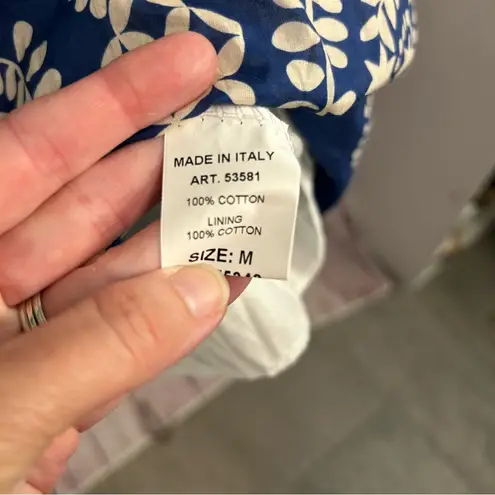 MADE IN ITALY
ART. 53581
100% COTTON
LINING
100% COTTON
SIZE: M